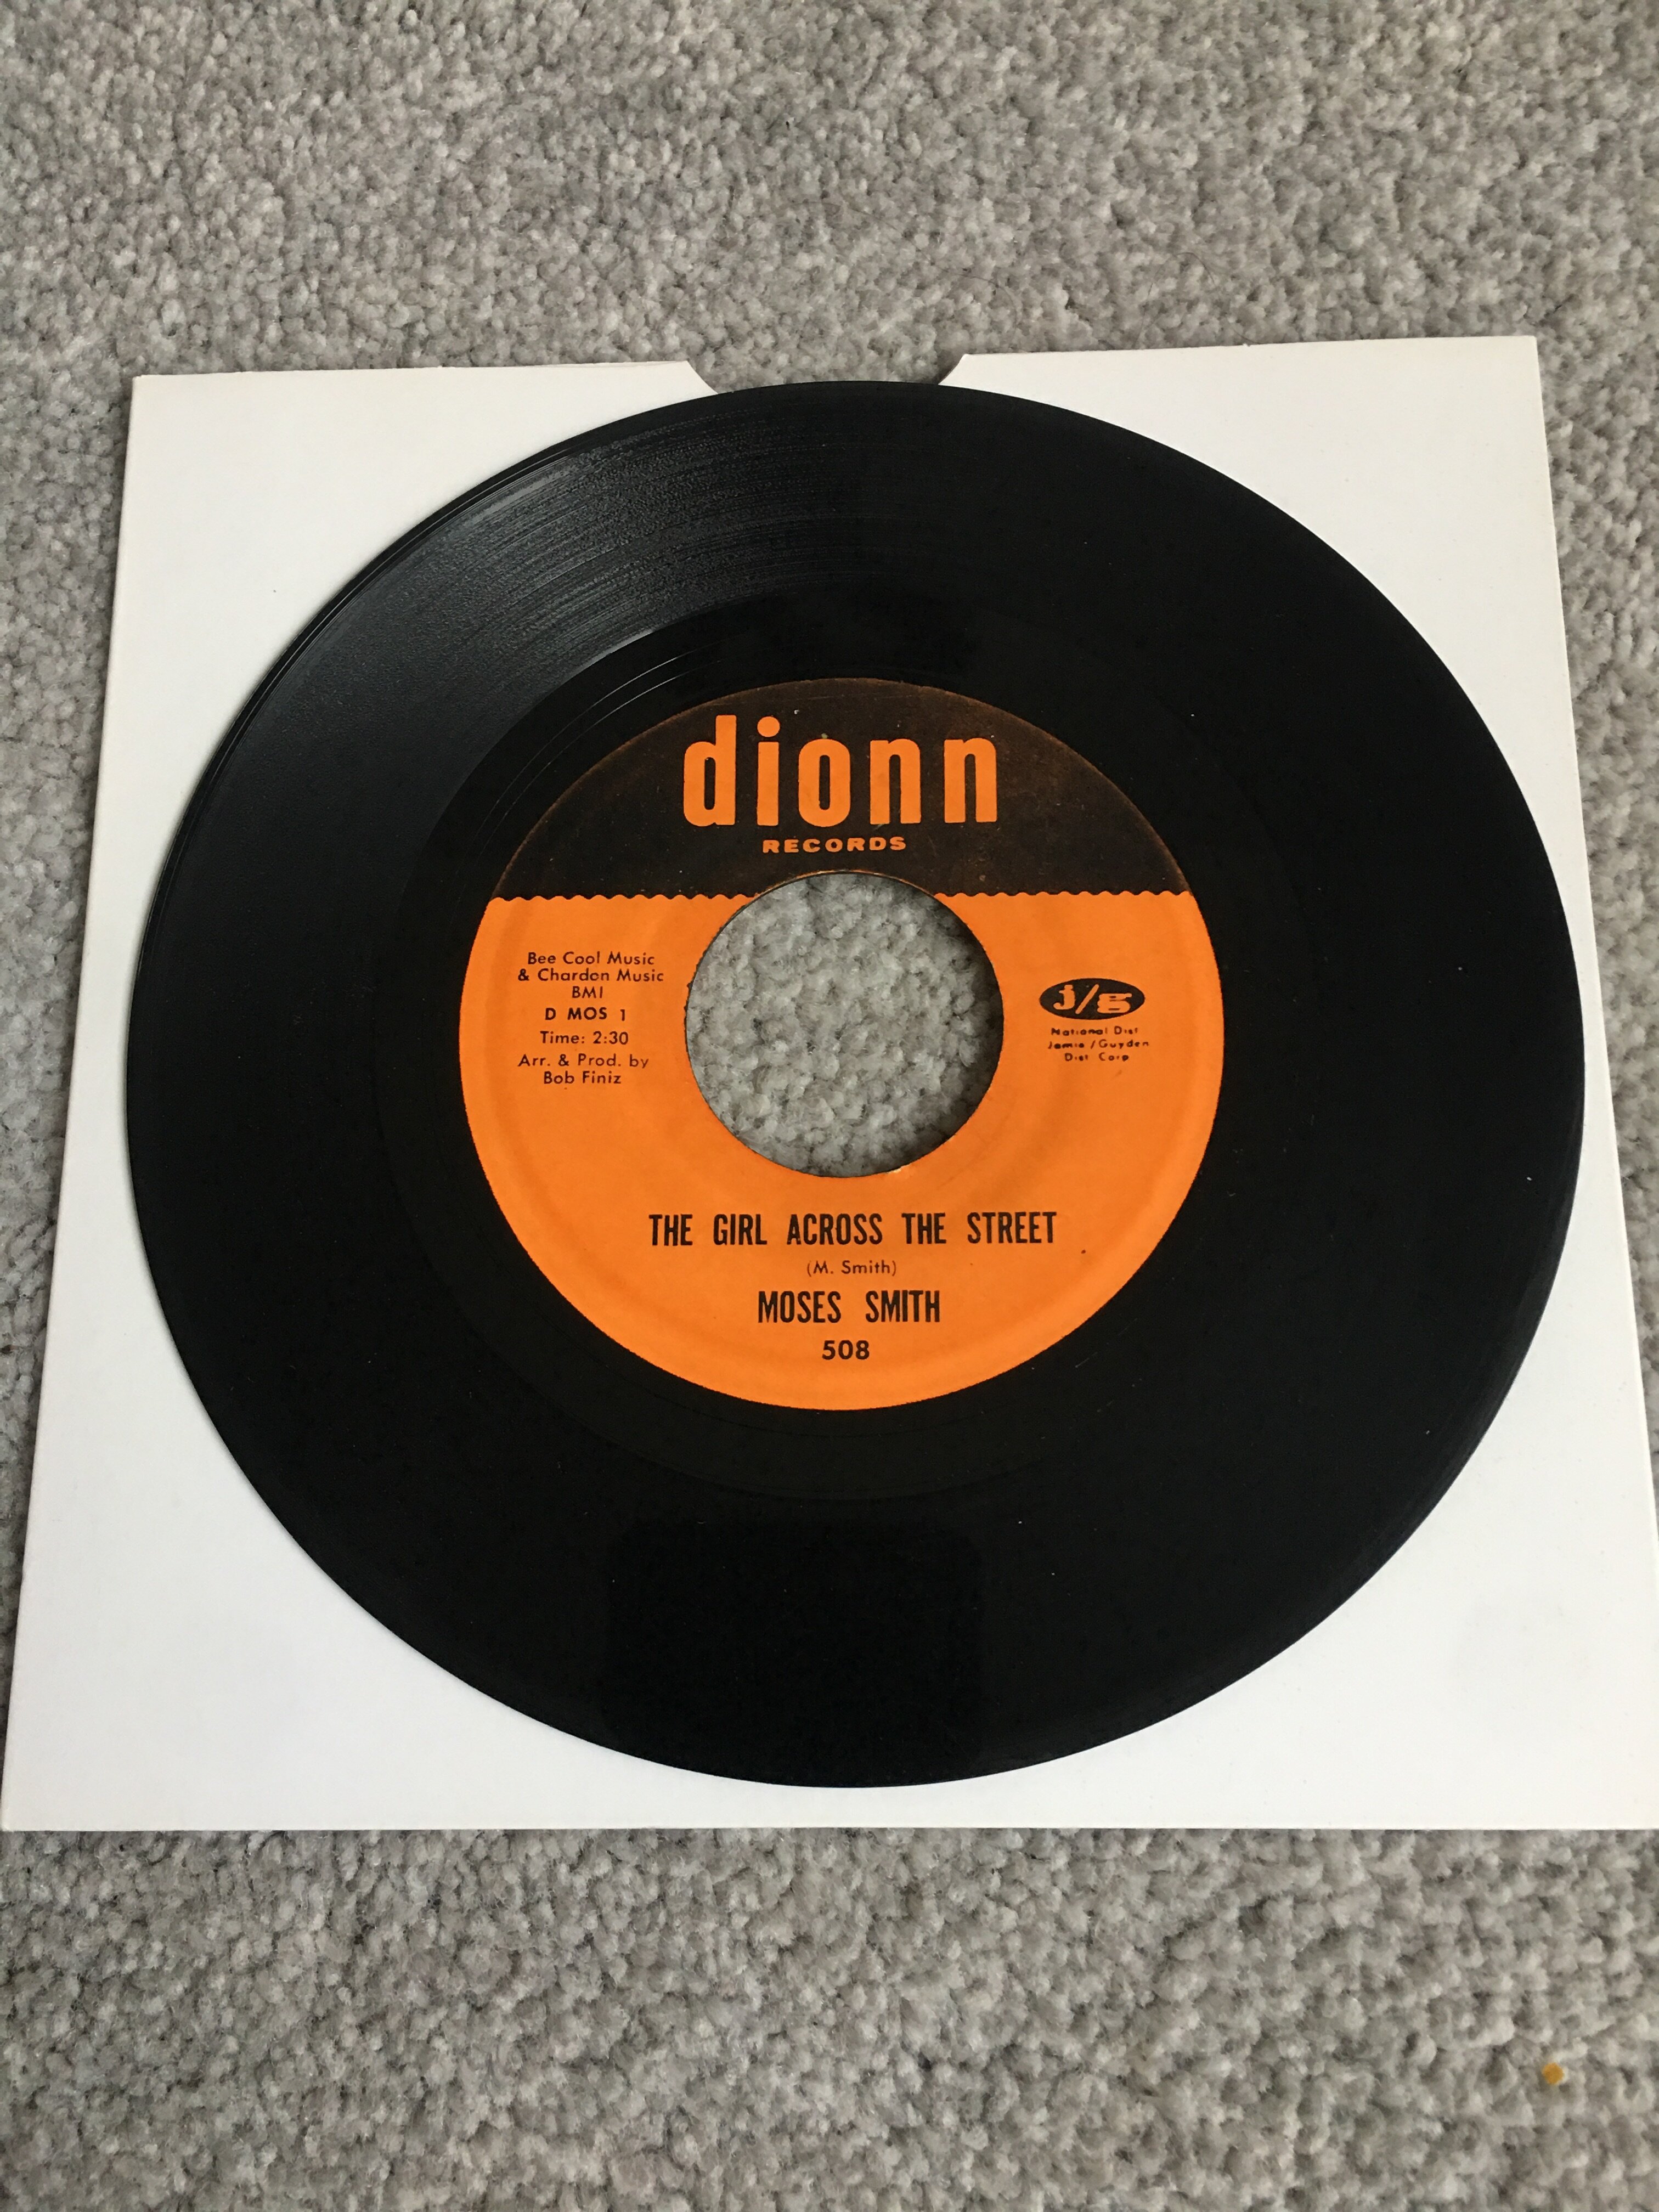 dionn
RECORDS
Bee Cool Music
& Chardon Music
BMI
D MOS 1
Time: 2:30
Arr. & Prod. by
Bob Finiz
j/g
National Dist
Jamie/Guyden
Dist Corp
THE GIRL ACROSS THE STREET
(M. Smith)
MOSES SMITH
508